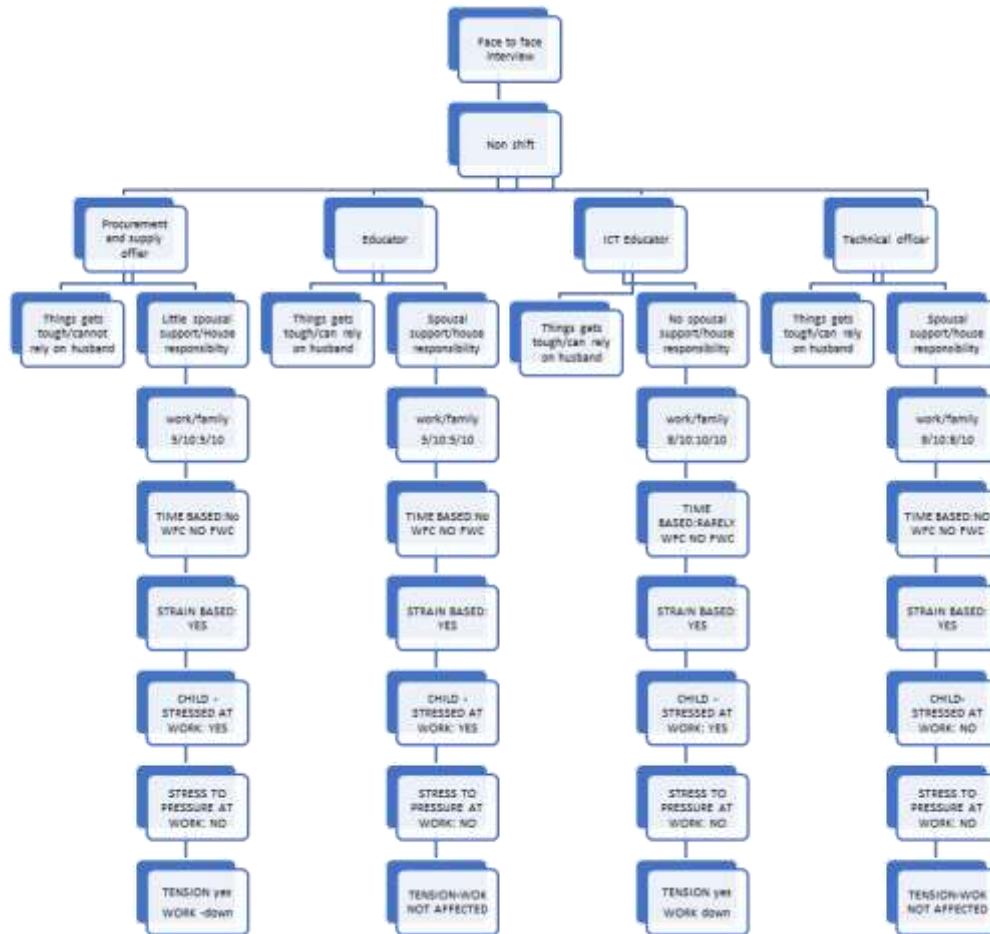 Face to face
interview
Non shift
Procurement
and supply
offier
Educator
ICT Educator
Technical officer
Things gets
tough/cannot
rely on husband
Little spousal
support/House
responsibilty
Things gets
tough/can rely
on husband
Spousal
support/house
responsibility
Things gets
tough/can rely
on husband
No spousal
support/house
responsibility
Things gets
tough/can rely
on husband
Spousal
support/house
responsibility
work/family
5/10:5/10
work/family
5/10:5/10
work/family
8/10:10/10
work/family
8/10:8/10
TIME BASED:No
WFC NO FWC
TIME BASED:No
WFC NO FWC
TIME
BASED:RARELY
WFC NO FWC
TIME BASED:NO
WFC NO FWC
STRAIN BASED:
YES
STRAIN BASED:
YES
STRAIN BASED:
YES
STRAIN BASED:
YES
CHILD -
STRESSED AT
WORK: YES
CHILD -
STRESSED AT
WORK: YES
CHILD -
STRESSED AT
WORK: YES
CHILD-
STRESSED AT
WORK: NO
STRESS TO
PRESSURE AT
WORK: NO
STRESS TO
PRESSURE AT
WORK: NO
STRESS TO
PRESSURE AT
WORK: NO
STRESS TO
PRESSURE AT
WORK: NO
TENSION yes
WORK -down
TENSION-WOK
NOT AFFECTED
TENSION yes
WORK down
TENSION-WOK
NOT AFFECTED